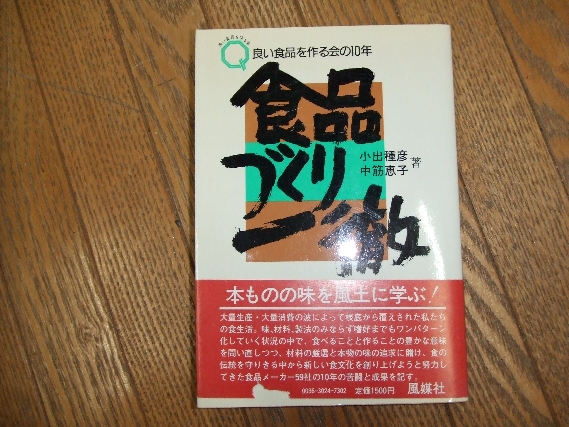 良い食品を作る会の10年
食品
づくり
一徹
小出種彦
中筋恵子 著
本ものの味を風土に学ぶ!
大量生産・大量消費の波によって根底から覆えされた私たち
の食生活。味、材料、製法のみならず嗜好までもワンパターン
化していく状況の中で、食べることと作ることの豊かな意味
を問い直しつつ、材料の厳選と本物の味の追求に賭け、食の
伝統を守りきる中から新しい食文化を創り上げようと努力し
てきた食品メーカー59社の10年の苦闘と成果を記す。
0036-3024-7302 定価1500円 風媒社